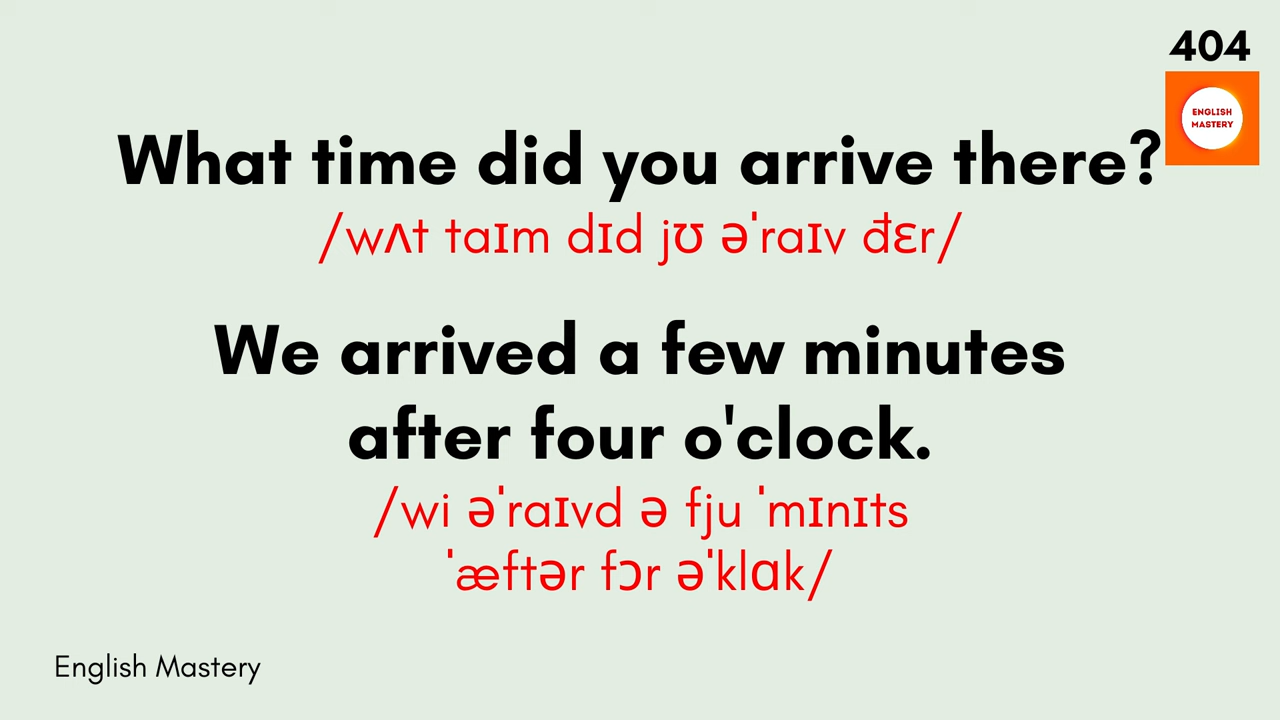 404
ENGLISH
MASTERY
What time did you arrive there?
/wʌt taɪm dɪd jʊ əˈraɪv đɛr/
We arrived a few minutes
after four o'clock.
/wi əˈraɪvd ə fju ˈmɪnɪts
ˈæftər fɔr əˈklɑk/
English Mastery